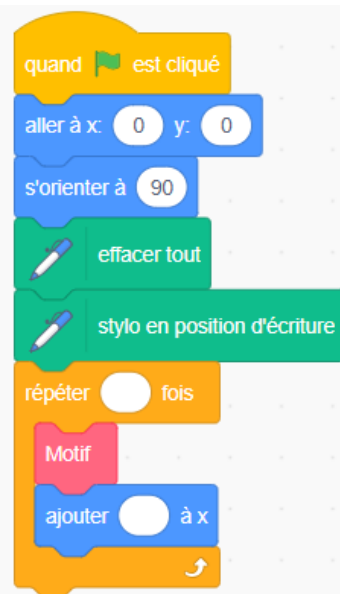 quand est cliqué
aller à x: 0 y: 0
s'orienter à 90
effacer tout
stylo en position d'écriture
répéter fois
Motif
ajouter à x